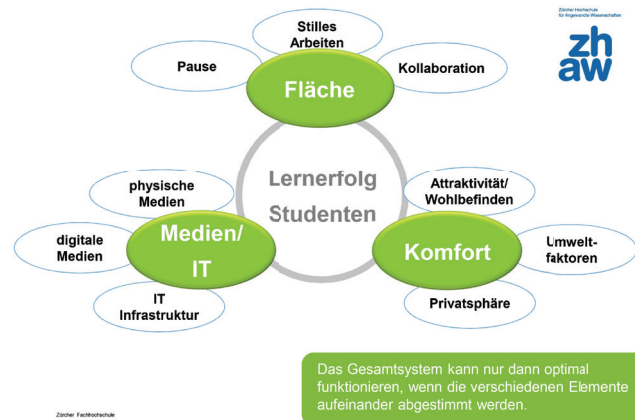 Zürcher Hochschule
für Angewandte Wissenschaften
zh
aw
Stilles
Arbeiten
Pause
Kollaboration
Fläche
Lernerfolg
Studenten
physische
Medien
digitale
Medien
Medien/
IT
IT
Infrastruktur
Attraktivität/
Wohlbefinden
Komfort
Umwelt-
faktoren
Privatsphäre
Das Gesamtsystem kann nur dann optimal
funktionieren, wenn die verschiedenen Elemente
aufeinander abgestimmt werden.
Zürcher Fachhochschule